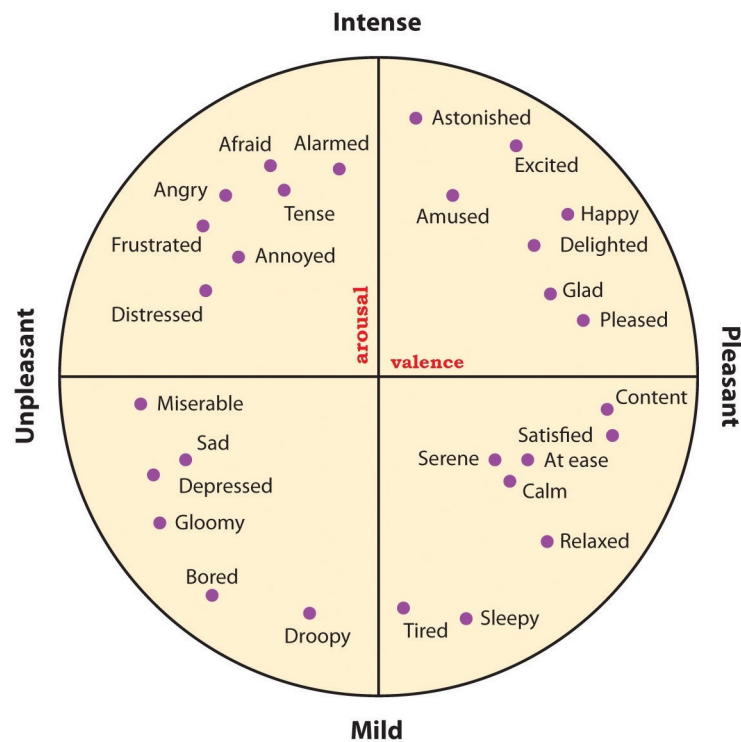 Intense
Astonished
Afraid
Alarmed
Excited
Angry
Tense
Amused
Happy
Frustrated
Annoyed
Delighted
Distressed
Glad
Pleased
arousal
valence
Unpleasant
Pleasant
Miserable
Content
Sad
Satisfied
Serene
At ease
Depressed
Calm
Gloomy
Relaxed
Bored
Droopy
Tired
Sleepy
Mild